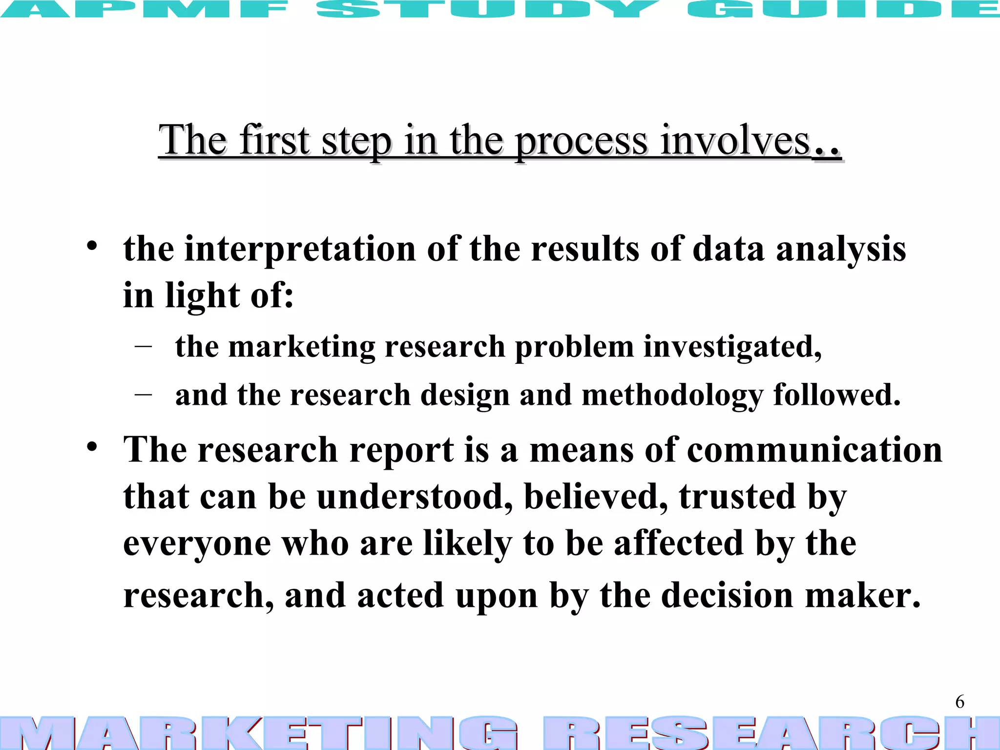 APMF STUDY GUIDE
The first step in the process involves..
• the interpretation of the results of data analysis
in light of:
– the marketing research problem investigated,
– and the research design and methodology followed.
• The research report is a means of communication
that can be understood, believed, trusted by
everyone who are likely to be affected by the
research, and acted upon by the decision maker.
6
MARKETING RESEARCH